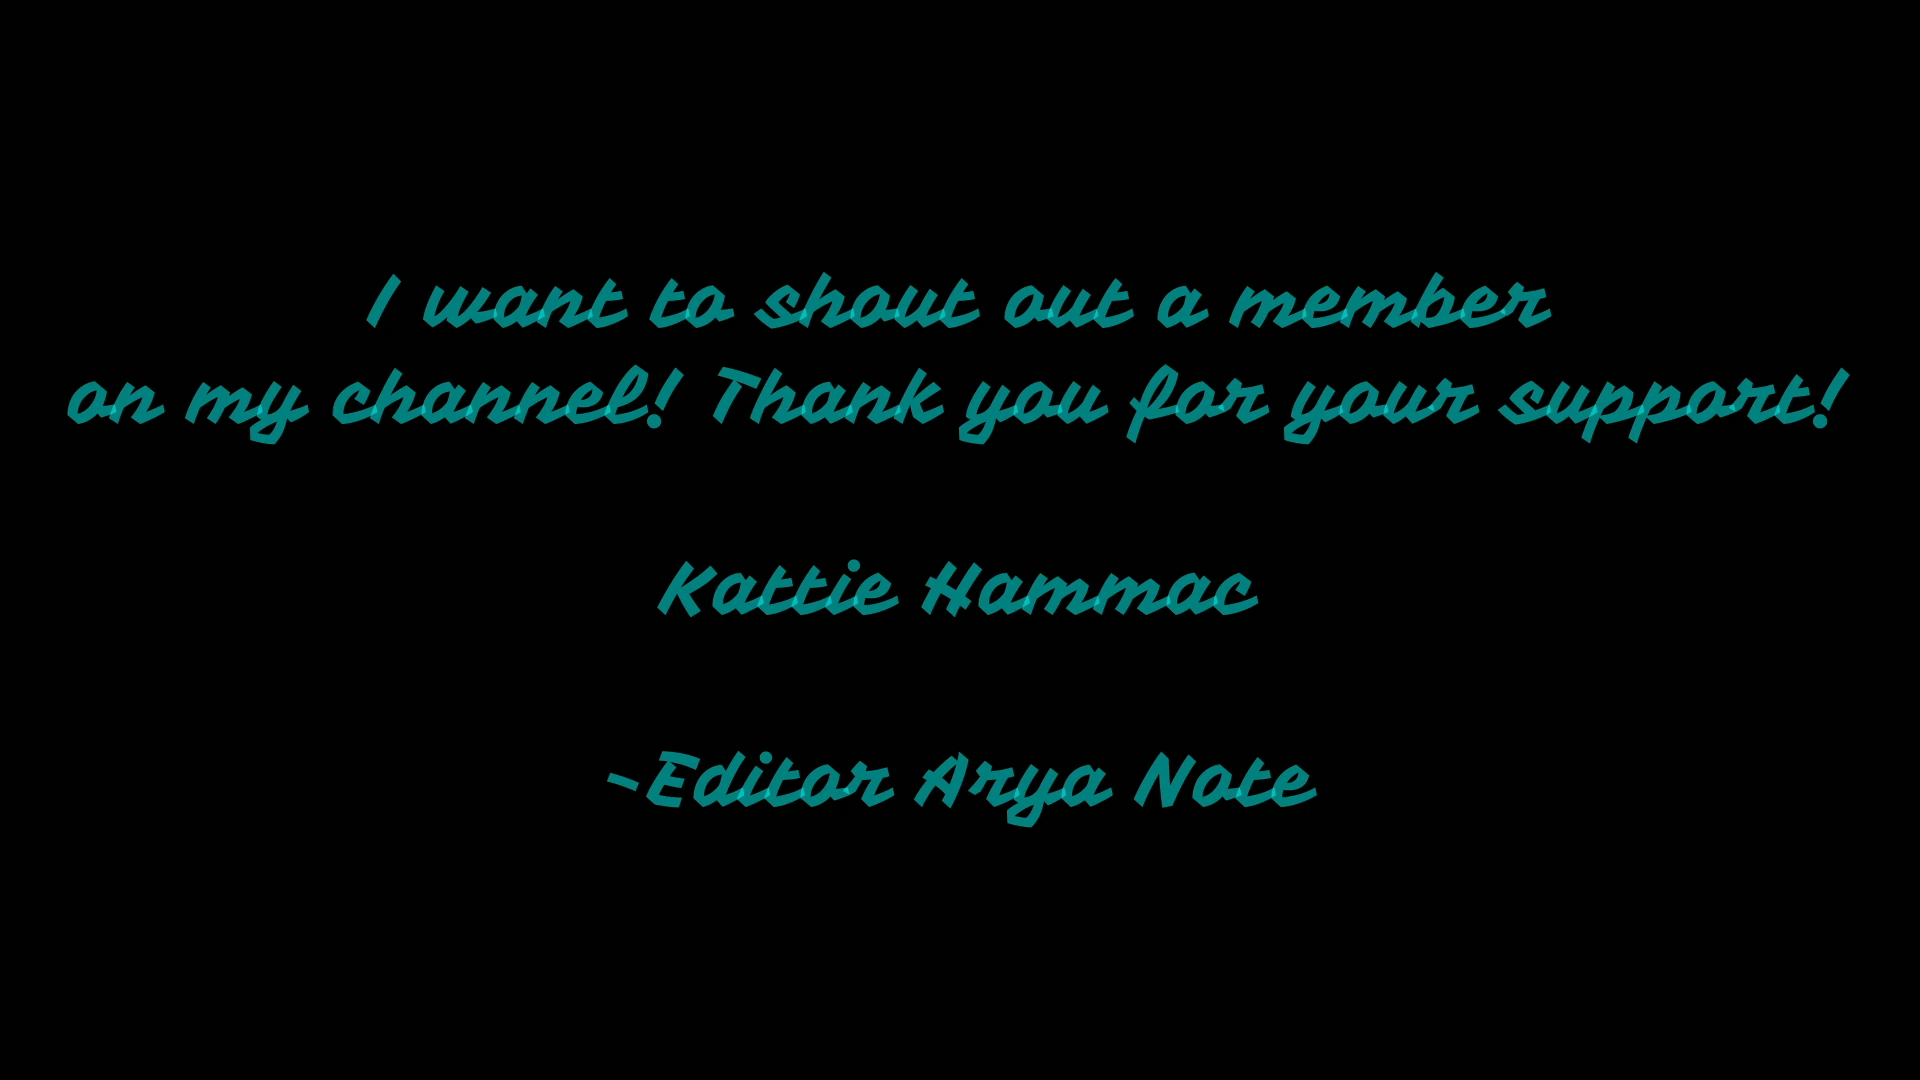 I want to shout out a member
on my channel! Thank you for your support!
Kattie Hammac
-Editor Arya Note